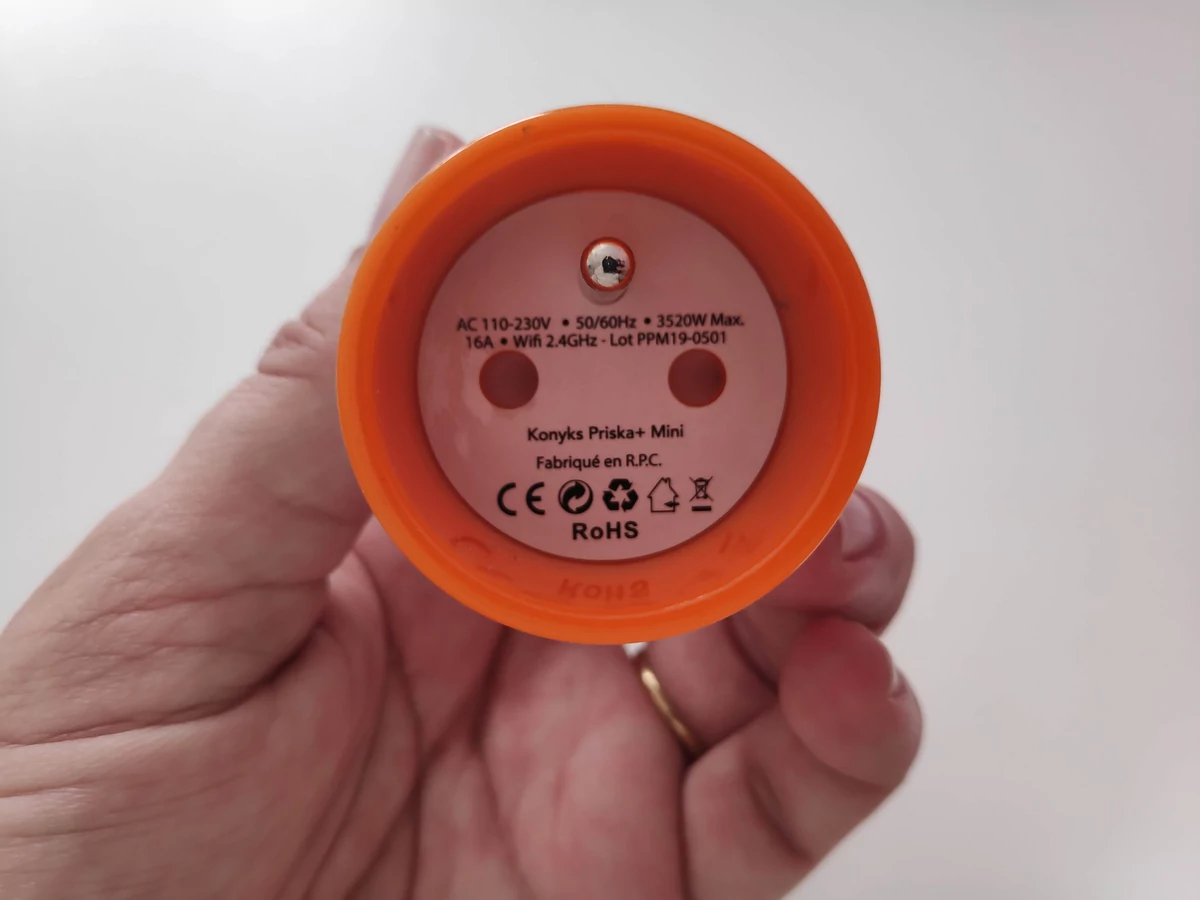 AC 110-230V • 50/60Hz • 3520W Max.
16A • Wifi 2.4GHz - Lot PPM19-0501
Konyks Priska+ Mini
Fabriqué en R.P.C.
CE
RoHS